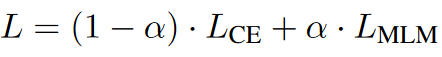 L = (1 − α) · L_CE + α · L_MLM